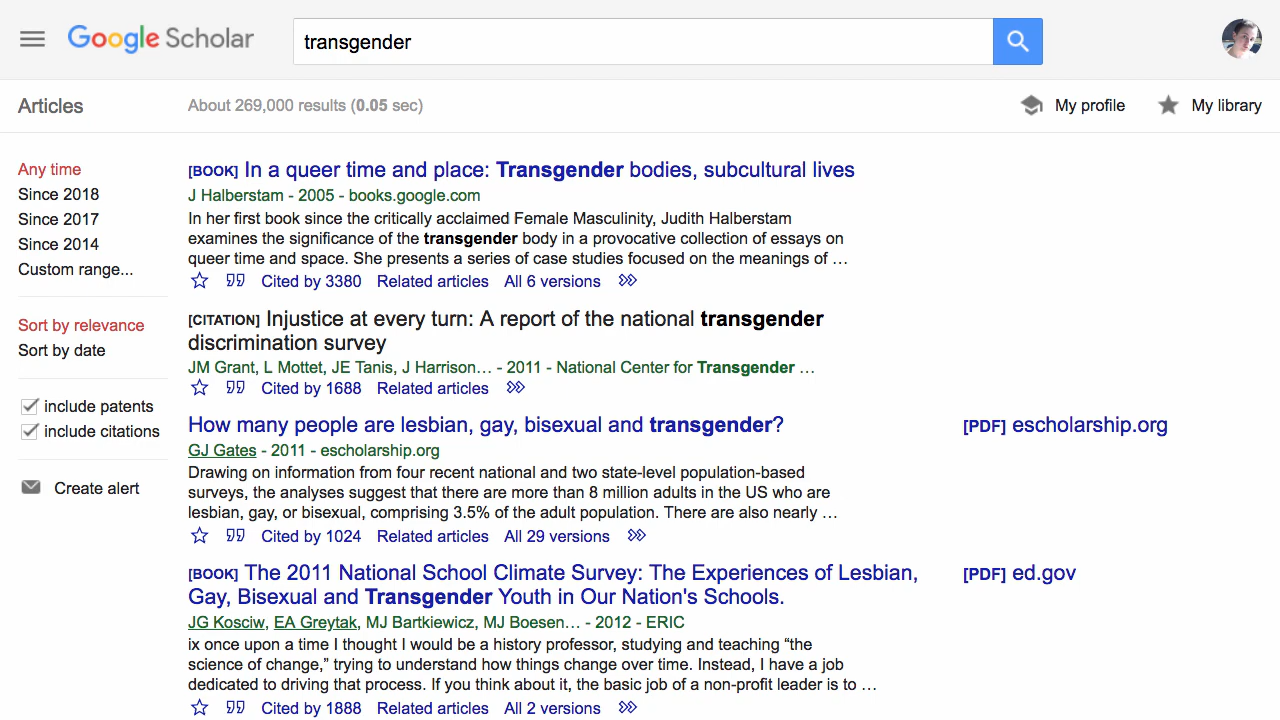 Google Scholar
transgender
Articles
About 269,000 results (0.05 sec)
My profile
My library
Any time
Since 2018
Since 2017
Since 2014
Custom range...
Sort by relevance
Sort by date
include patents
include citations
Create alert
[BOOK] In a queer time and place: Transgender bodies, subcultural lives
J Halberstam - 2005 - books.google.com
In her first book since the critically acclaimed Female Masculinity, Judith Halberstam
examines the significance of the transgender body in a provocative collection of essays on
queer time and space. She presents a series of case studies focused on the meanings of …
Cited by 3380 Related articles All 6 versions
[CITATION] Injustice at every turn: A report of the national transgender
discrimination survey
JM Grant, L Mottet, JE Tanis, J Harrison… - 2011 - National Center for Transgender …
Cited by 1688 Related articles
How many people are lesbian, gay, bisexual and transgender?
[PDF] escholarship.org
GJ Gates - 2011 - escholarship.org
Drawing on information from four recent national and two state-level population-based
surveys, the analyses suggest that there are more than 8 million adults in the US who are
lesbian, gay, or bisexual, comprising 3.5% of the adult population. There are also nearly …
Cited by 1024 Related articles All 29 versions
[BOOK] The 2011 National School Climate Survey: The Experiences of Lesbian,
[PDF] ed.gov
Gay, Bisexual and Transgender Youth in Our Nation's Schools.
JG Kosciw, EA Greytak, MJ Bartkiewicz, MJ Boesen… - 2012 - ERIC
ix once upon a time I thought I would be a history professor, studying and teaching “the
science of change,” trying to understand how things change over time. Instead, I have a job
dedicated to driving that process. If you think about it, the basic job of a non-profit leader is to …
Cited by 1888 Related articles All 2 versions